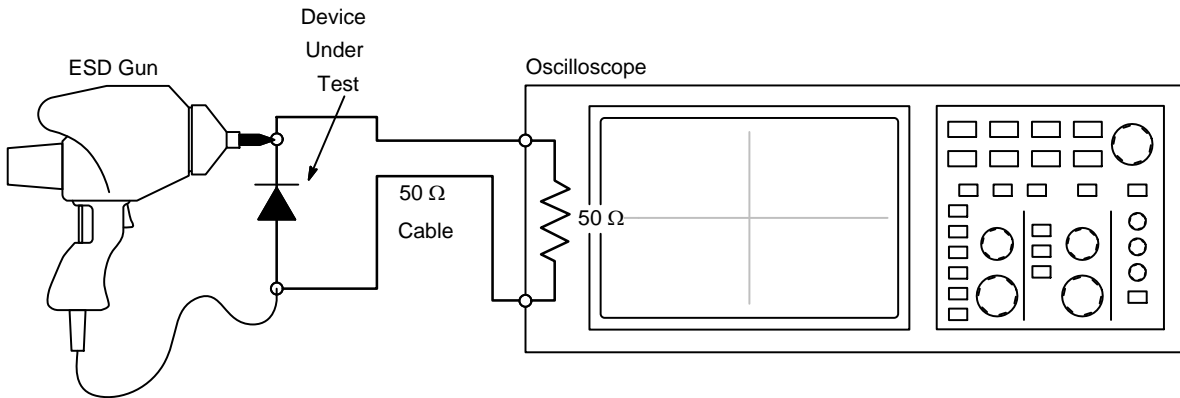 Device
Under
Test
ESD Gun
Oscilloscope
50 Ω
Cable
50 Ω